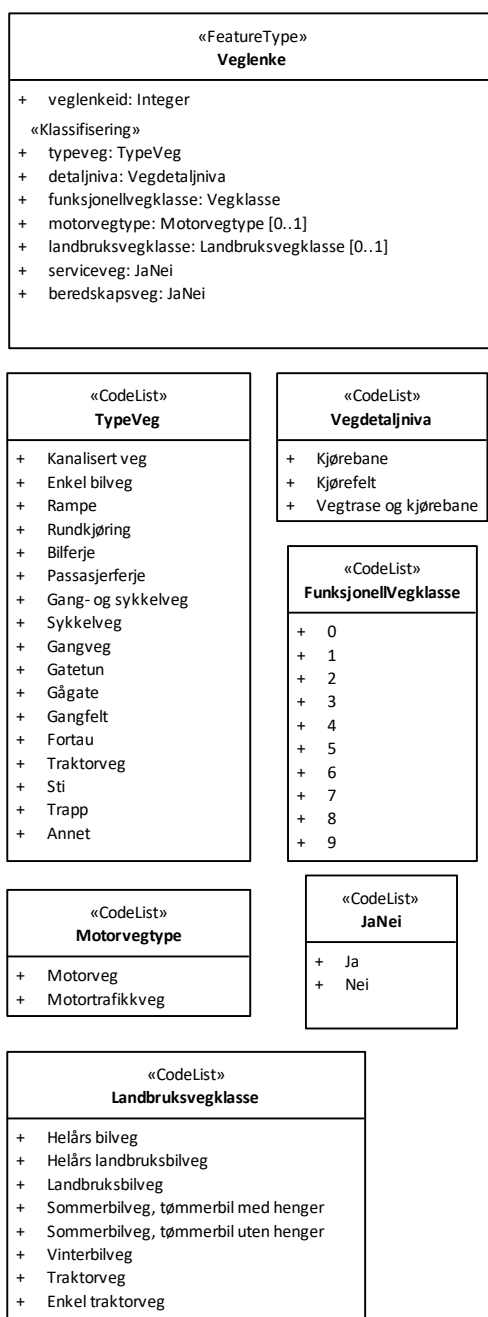 «FeatureType»
Veglenke
+ veglenkeid: Integer
«Klassifisering»
+ typeveg: TypeVeg
+ detaljniva: Vegdetaljniva
+ funksjonellvegklasse: Vegklasse
+ motorvegtype: Motorvegtype [0..1]
+ landbruksvegklasse: Landbruksvegklasse [0..1]
+ serviceveg: JaNei
+ beredskapsveg: JaNei
«CodeList»
TypeVeg
+ Kanalisert veg
+ Enkel bilveg
+ Rampe
+ Rundkjøring
+ Bilferje
+ Passasjerferje
+ Gang- og sykkelveg
+ Sykkelveg
+ Gangveg
+ Gatetun
+ Gågate
+ Gangfelt
+ Fortau
+ Traktorveg
+ Sti
+ Trapp
+ Annet
«CodeList»
Vegdetaljniva
+ Kjørebane
+ Kjørefelt
+ Vegtrase og kjørebane
«CodeList»
FunksjonellVegklasse
+ 0
+ 1
+ 2
+ 3
+ 4
+ 5
+ 6
+ 7
+ 8
+ 9
«CodeList»
Motorvegtype
+ Motorveg
+ Motortrafikkveg
«CodeList»
JaNei
+ Ja
+ Nei
«CodeList»
Landbruksvegklasse
+ Helårs bilveg
+ Helårs landbruksbilveg
+ Landbruksbilveg
+ Sommerbilveg, tømmerbil med henger
+ Sommerbilveg, tømmerbil uten henger
+ Vinterbilveg
+ Traktorveg
+ Enkel traktorveg